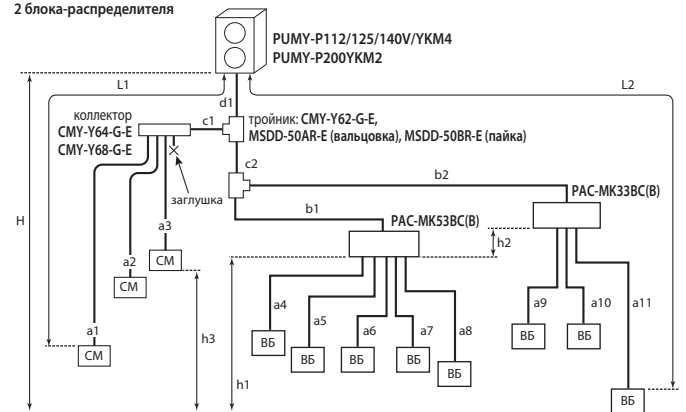 2 блока-распределителя
PUMY-P112/125/140V/YKM4
PUMY-P200YKM2
L1
L2
d1
коллектор
CMY-Y64-G-E
CMY-Y68-G-E
c1
тройник: CMY-Y62-G-E,
MSDD-50AR-E (вальцовка), MSDD-50BR-E (пайка)
c2
b2
заглушка
PAC-MK33BC(B)
H
b1
PAC-MK53BC(B)
a3
h2
a2
СМ
СМ
a1
СМ
h3
a4
a5
a6
a7
a8
a9
a10
a11
ВБ
ВБ
ВБ
ВБ
ВБ
ВБ
ВБ
h1
ВБ